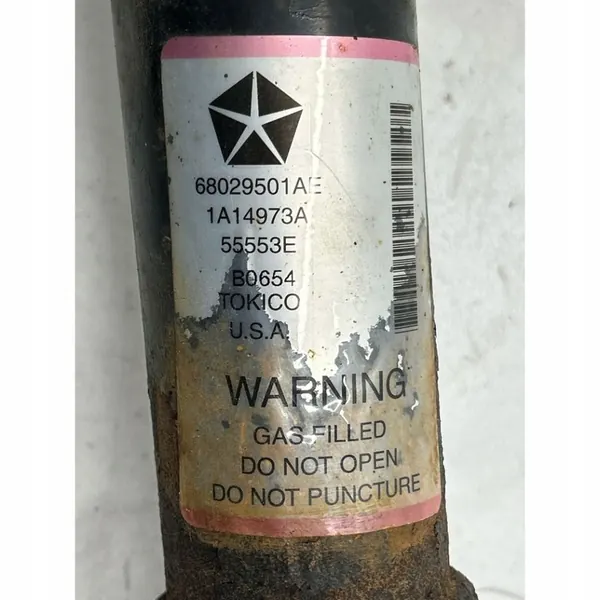 68029501AE
1A14973A
55553E
B0654
TOKICO
U.S.A.
WARNING
GAS FILLED
DO NOT OPEN
DO NOT PUNCTURE